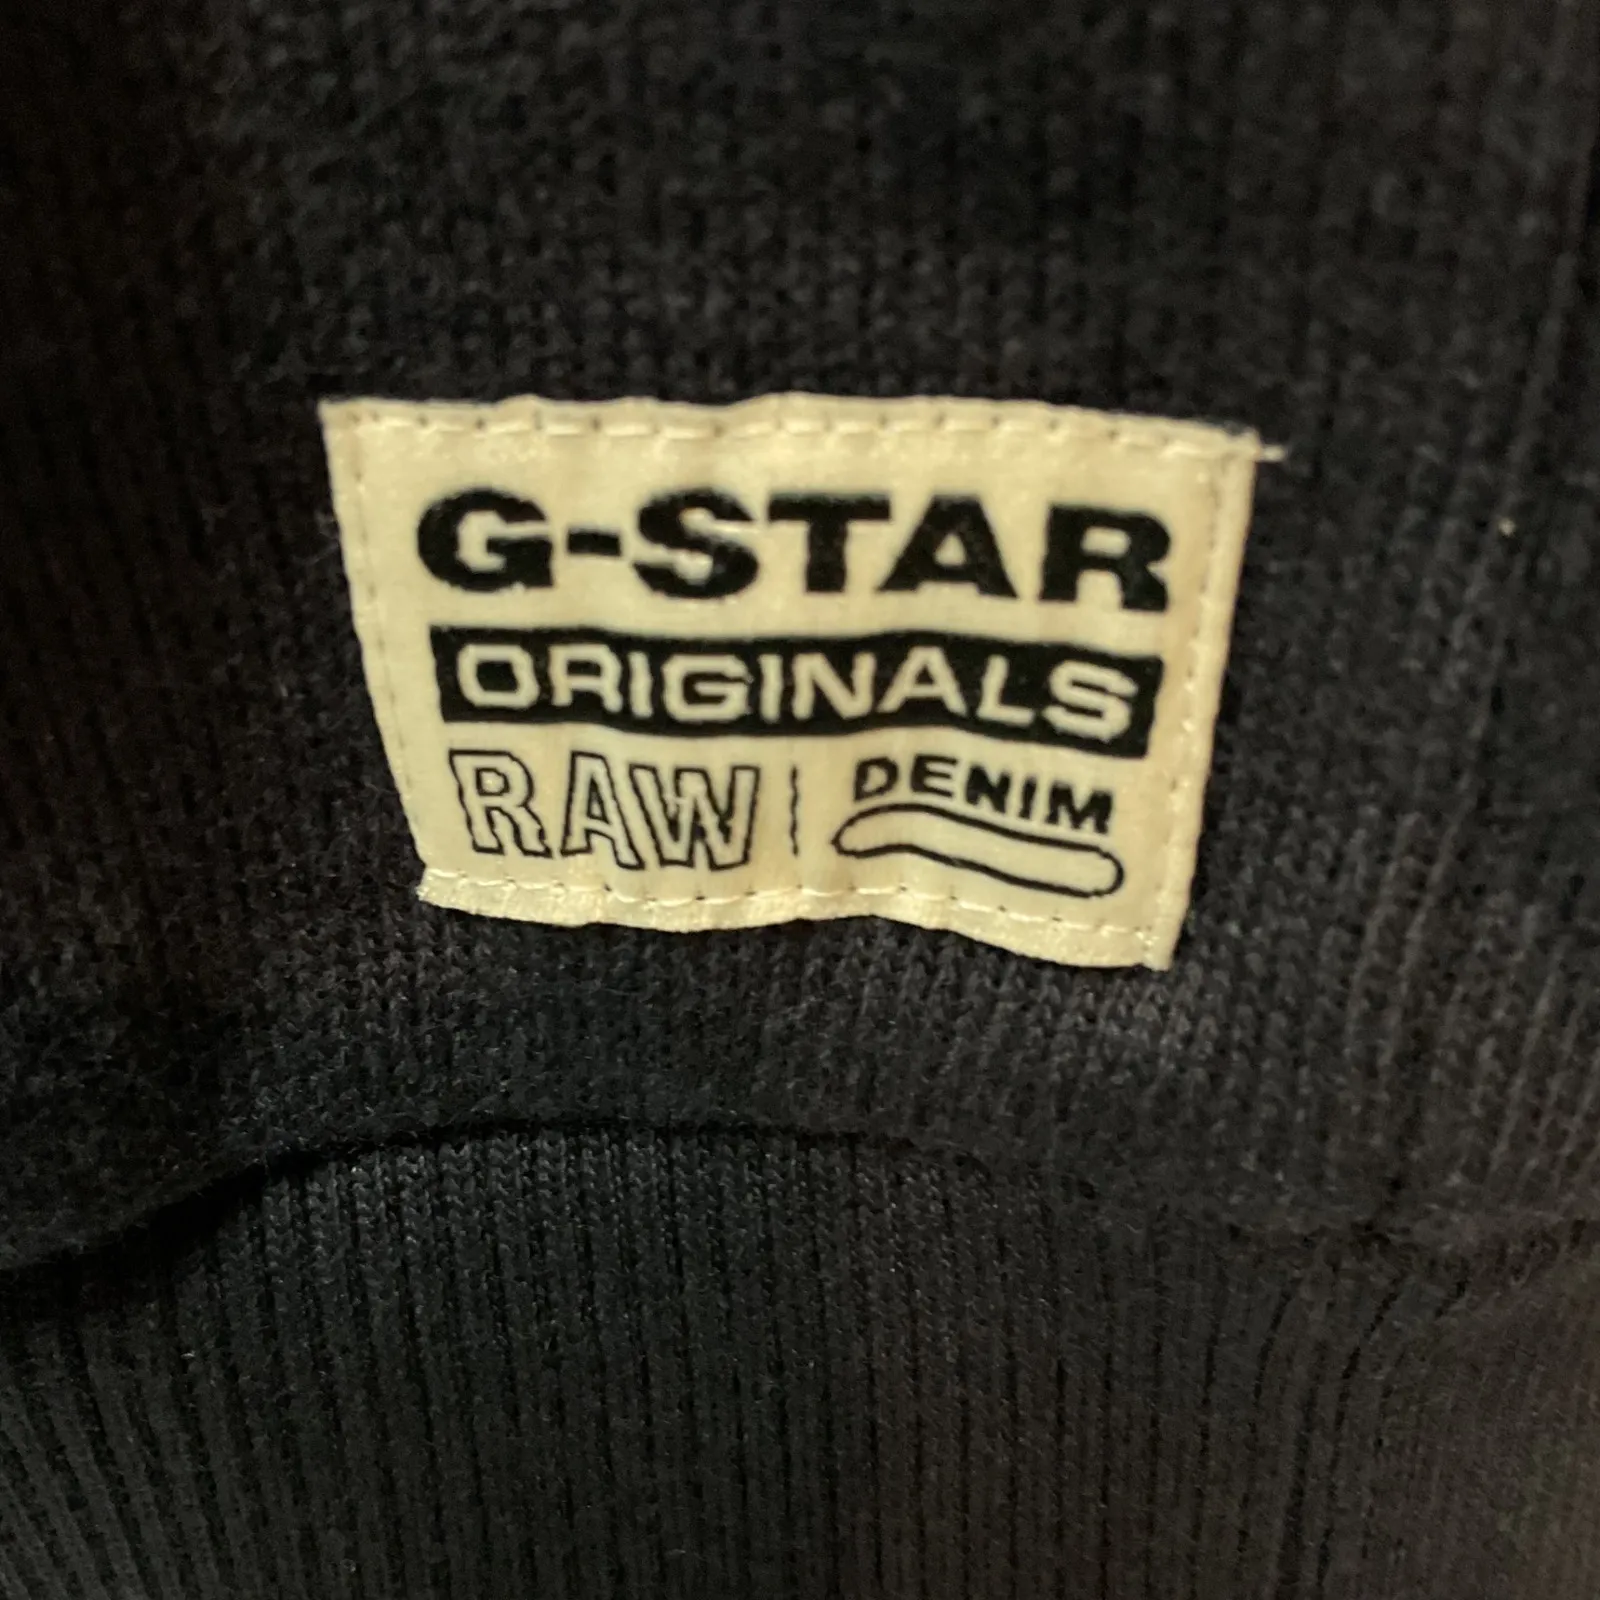 G-STAR
ORIGINALS
RAW | DENIM